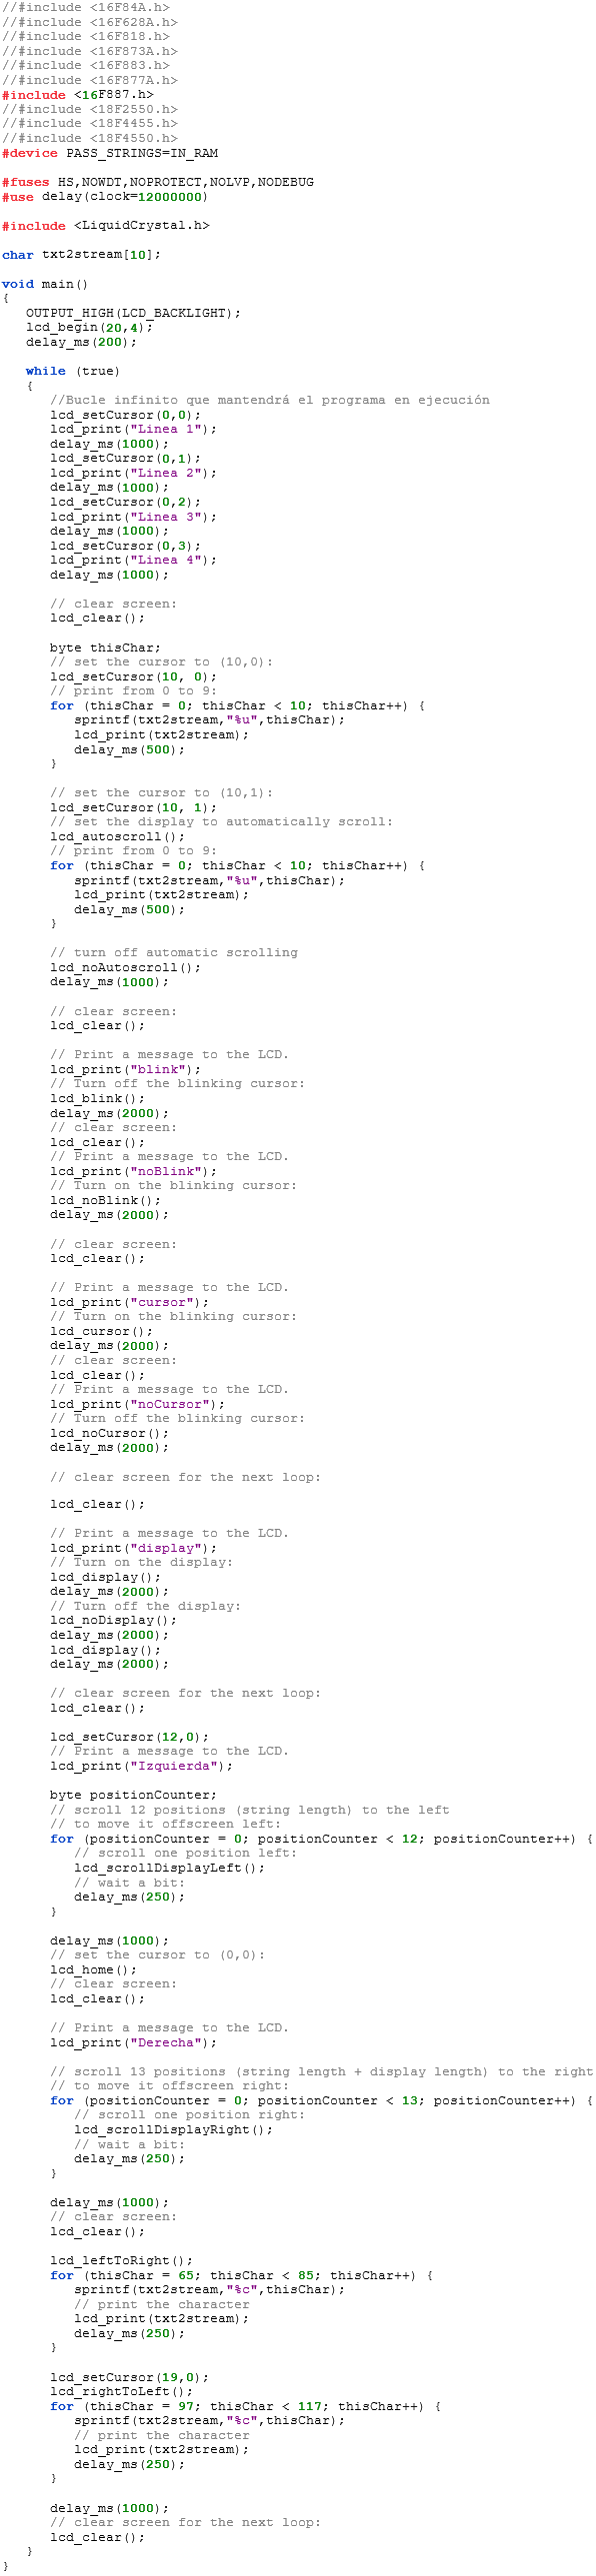 //#include <16F84A.h>
//#include <16F628A.h>
//#include <16F818.h>
//#include <16F873A.h>
//#include <16F883.h>
//#include <16F877A.h>
#include <16F887.h>
//#include <18F2550.h>
//#include <18F4455.h>
//#include <18F4550.h>
#device PASS_STRINGS=IN_RAM

#fuses HS,NOWDT,NOPROTECT,NOLVP,NODEBUG
#use delay(clock=12000000)

#include <LiquidCrystal.h>

char txt2stream[10];

void main()
{
   OUTPUT_HIGH(LCD_BACKLIGHT);
   lcd_begin(20,4);
   delay_ms(200);

   while (true)
   {
      //Bucle infinito que mantendrá el programa en ejecución
      lcd_setCursor(0,0);
      lcd_print("Linea 1");
      delay_ms(1000);
      lcd_setCursor(0,1);
      lcd_print("Linea 2");
      delay_ms(1000);
      lcd_setCursor(0,2);
      lcd_print("Linea 3");
      delay_ms(1000);
      lcd_setCursor(0,3);
      lcd_print("Linea 4");
      delay_ms(1000);

      // clear screen:
      lcd_clear();

      byte thisChar;
      // set the cursor to (10,0):
      lcd_setCursor(10, 0);
      // print from 0 to 9:
      for (thisChar = 0; thisChar < 10; thisChar++) {
         sprintf(txt2stream,"%u",thisChar);
         lcd_print(txt2stream);
         delay_ms(500);
      }

      // set the cursor to (10,1):
      lcd_setCursor(10, 1);
      // set the display to automatically scroll:
      lcd_autoscroll();
      // print from 0 to 9:
      for (thisChar = 0; thisChar < 10; thisChar++) {
         sprintf(txt2stream,"%u",thisChar);
         lcd_print(txt2stream);
         delay_ms(500);
      }

      // turn off automatic scrolling
      lcd_noAutoscroll();
      delay_ms(1000);

      // clear screen:
      lcd_clear();

      // Print a message to the LCD.
      lcd_print("blink");
      // Turn off the blinking cursor:
      lcd_blink();
      delay_ms(2000);
      // clear screen:
      lcd_clear();
      // Print a message to the LCD.
      lcd_print("noBlink");
      // Turn on the blinking cursor:
      lcd_noBlink();
      delay_ms(2000);

      // clear screen:
      lcd_clear();

      // Print a message to the LCD.
      lcd_print("cursor");
      // Turn on the blinking cursor:
      lcd_cursor();
      delay_ms(2000);
      // clear screen:
      lcd_clear();
      // Print a message to the LCD.
      lcd_print("noCursor");
      // Turn off the blinking cursor:
      lcd_noCursor();
      delay_ms(2000);

      // clear screen for the next loop:

      lcd_clear();

      // Print a message to the LCD.
      lcd_print("display");
      // Turn on the display:
      lcd_display();
      delay_ms(2000);
      // Turn off the display:
      lcd_noDisplay();
      delay_ms(2000);
      lcd_display();
      delay_ms(2000);

      // clear screen for the next loop:
      lcd_clear();

      lcd_setCursor(12,0);
      // Print a message to the LCD.
      lcd_print("Izquierda");

      byte positionCounter;
      // scroll 12 positions (string length) to the left
      // to move it offscreen left:
      for (positionCounter = 0; positionCounter < 12; positionCounter++) {
         // scroll one position left:
         lcd_scrollDisplayLeft();
         // wait a bit:
         delay_ms(250);
      }

      delay_ms(1000);
      // set the cursor to (0,0):
      lcd_home();
      // clear screen:
      lcd_clear();

      // Print a message to the LCD.
      lcd_print("Derecha");

      // scroll 13 positions (string length + display length) to the right
      // to move it offscreen right:
      for (positionCounter = 0; positionCounter < 13; positionCounter++) {
         // scroll one position right:
         lcd_scrollDisplayRight();
         // wait a bit:
         delay_ms(250);
      }

      delay_ms(1000);
      // clear screen:
      lcd_clear();

      lcd_leftToRight();
      for (thisChar = 65; thisChar < 85; thisChar++) {
         sprintf(txt2stream,"%c",thisChar);
         // print the character
         lcd_print(txt2stream);
         delay_ms(250);
      }

      lcd_setCursor(19,0);
      lcd_rightToLeft();
      for (thisChar = 97; thisChar < 117; thisChar++) {
         sprintf(txt2stream,"%c",thisChar);
         // print the character
         lcd_print(txt2stream);
         delay_ms(250);
      }

      delay_ms(1000);
      // clear screen for the next loop:
      lcd_clear();
   }
}